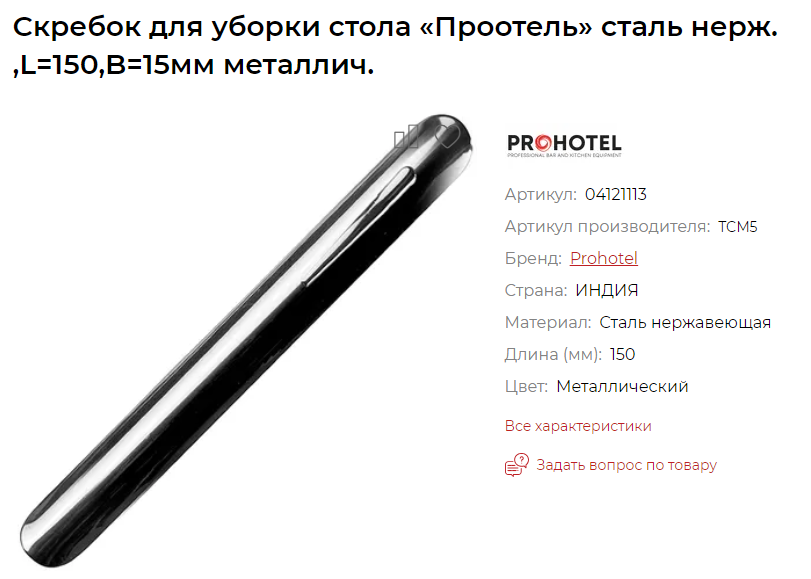 Скребок для уборки стола «Проотель» сталь нерж.
,L=150,B=15мм металлич.
PROHOTEL
PROFESSIONAL BAR AND KITCHEN EQUIPMENT
Артикул: 04121113
Артикул производителя: TCM5
Бренд: Prohotel
Страна: ИНДИЯ
Материал: Сталь нержавеющая
Длина (мм): 150
Цвет: Металлический
Все характеристики
Задать вопрос по товару